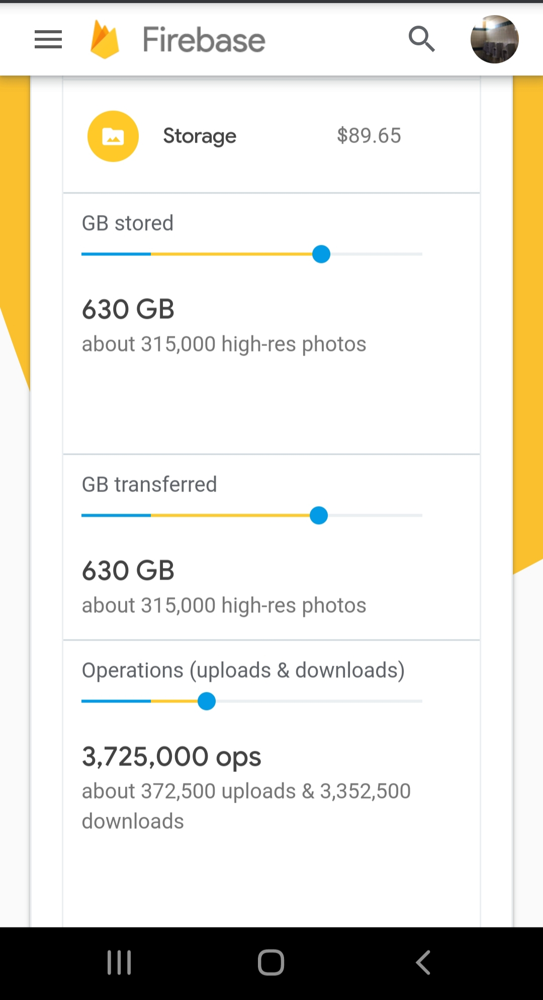 Firebase
Storage $89.65
GB stored
630 GB
about 315,000 high-res photos
GB transferred
630 GB
about 315,000 high-res photos
Operations (uploads & downloads)
3,725,000 ops
about 372,500 uploads & 3,352,500
downloads